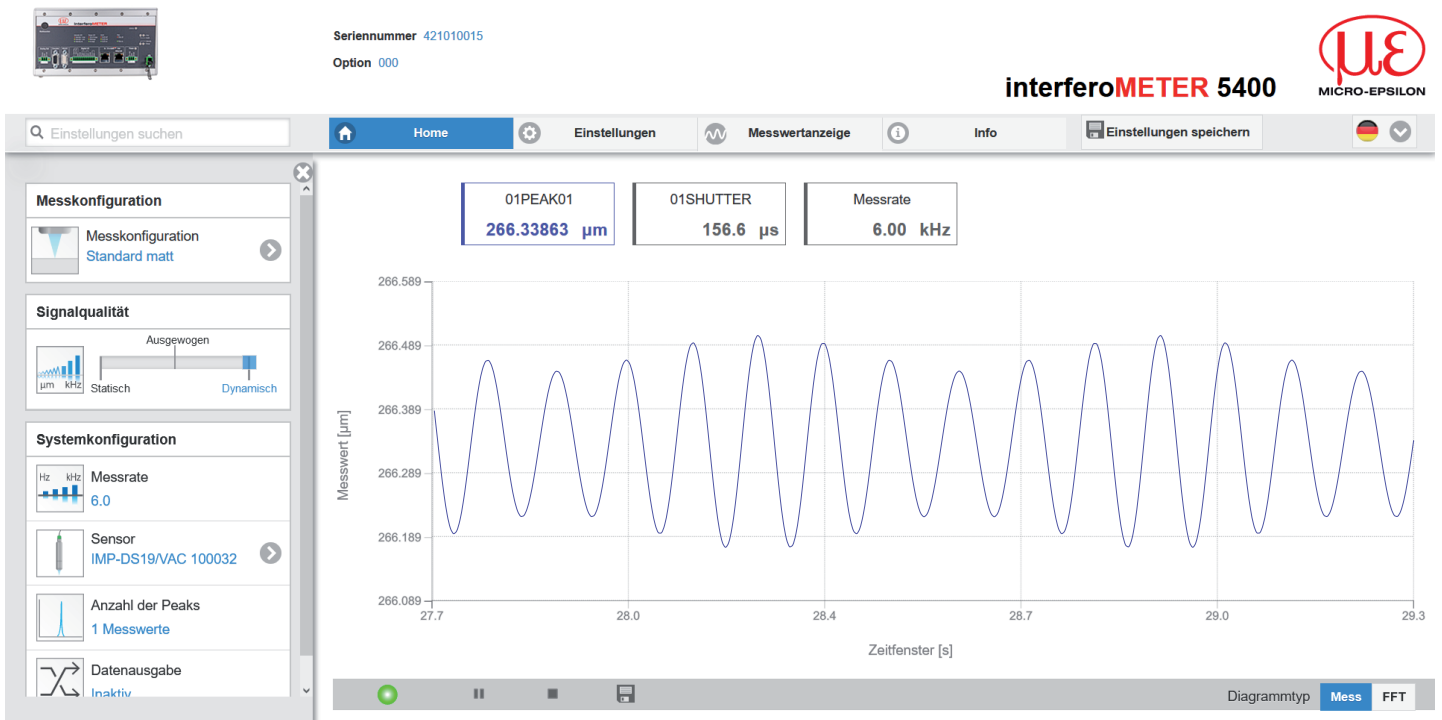 interferoMETER
Seriennummer 421010015
Option 000
interferoMETER 5400
με
MICRO-EPSILON
Einstellungen suchen
Home
Einstellungen
Messwertanzeige
Info
Einstellungen speichern
Messkonfiguration
Messkonfiguration
Standard matt
Signalqualität
Ausgewogen
µm kHz
Statisch
Dynamisch
Systemkonfiguration
Hz kHz
Messrate
6.0
Sensor
IMP-DS19/VAC 100032
Anzahl der Peaks
1 Messwerte
Datenausgabe
Inaktiv
01PEAK01
266.33863 µm
01SHUTTER
156.6 µs
Messrate
6.00 kHz
266.589
266.489
266.389
266.289
266.189
266.089
Messwert [µm]
27.7 28.0 28.4 28.7 29.0 29.3
Zeitfenster [s]
Diagrammtyp Mess FFT